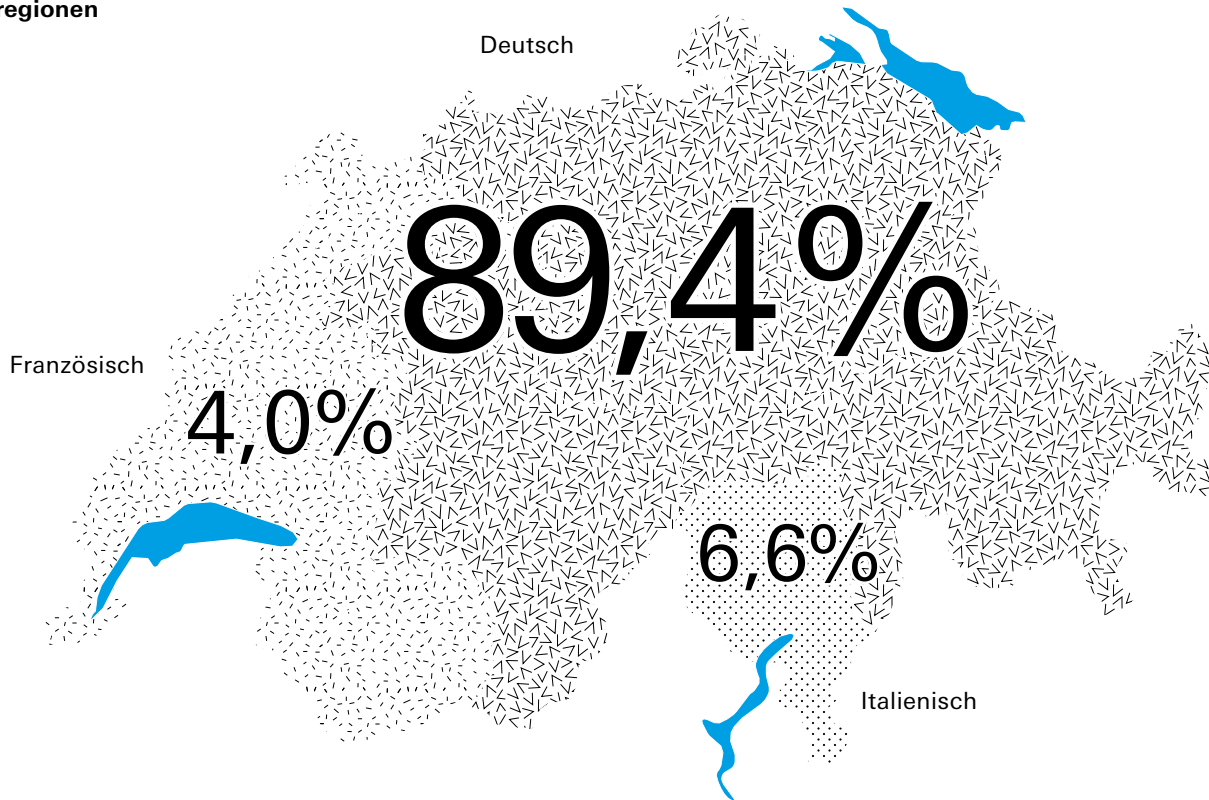 regionen
Deutsch
89,4%
Französisch
4,0%
6,6%
Italienisch